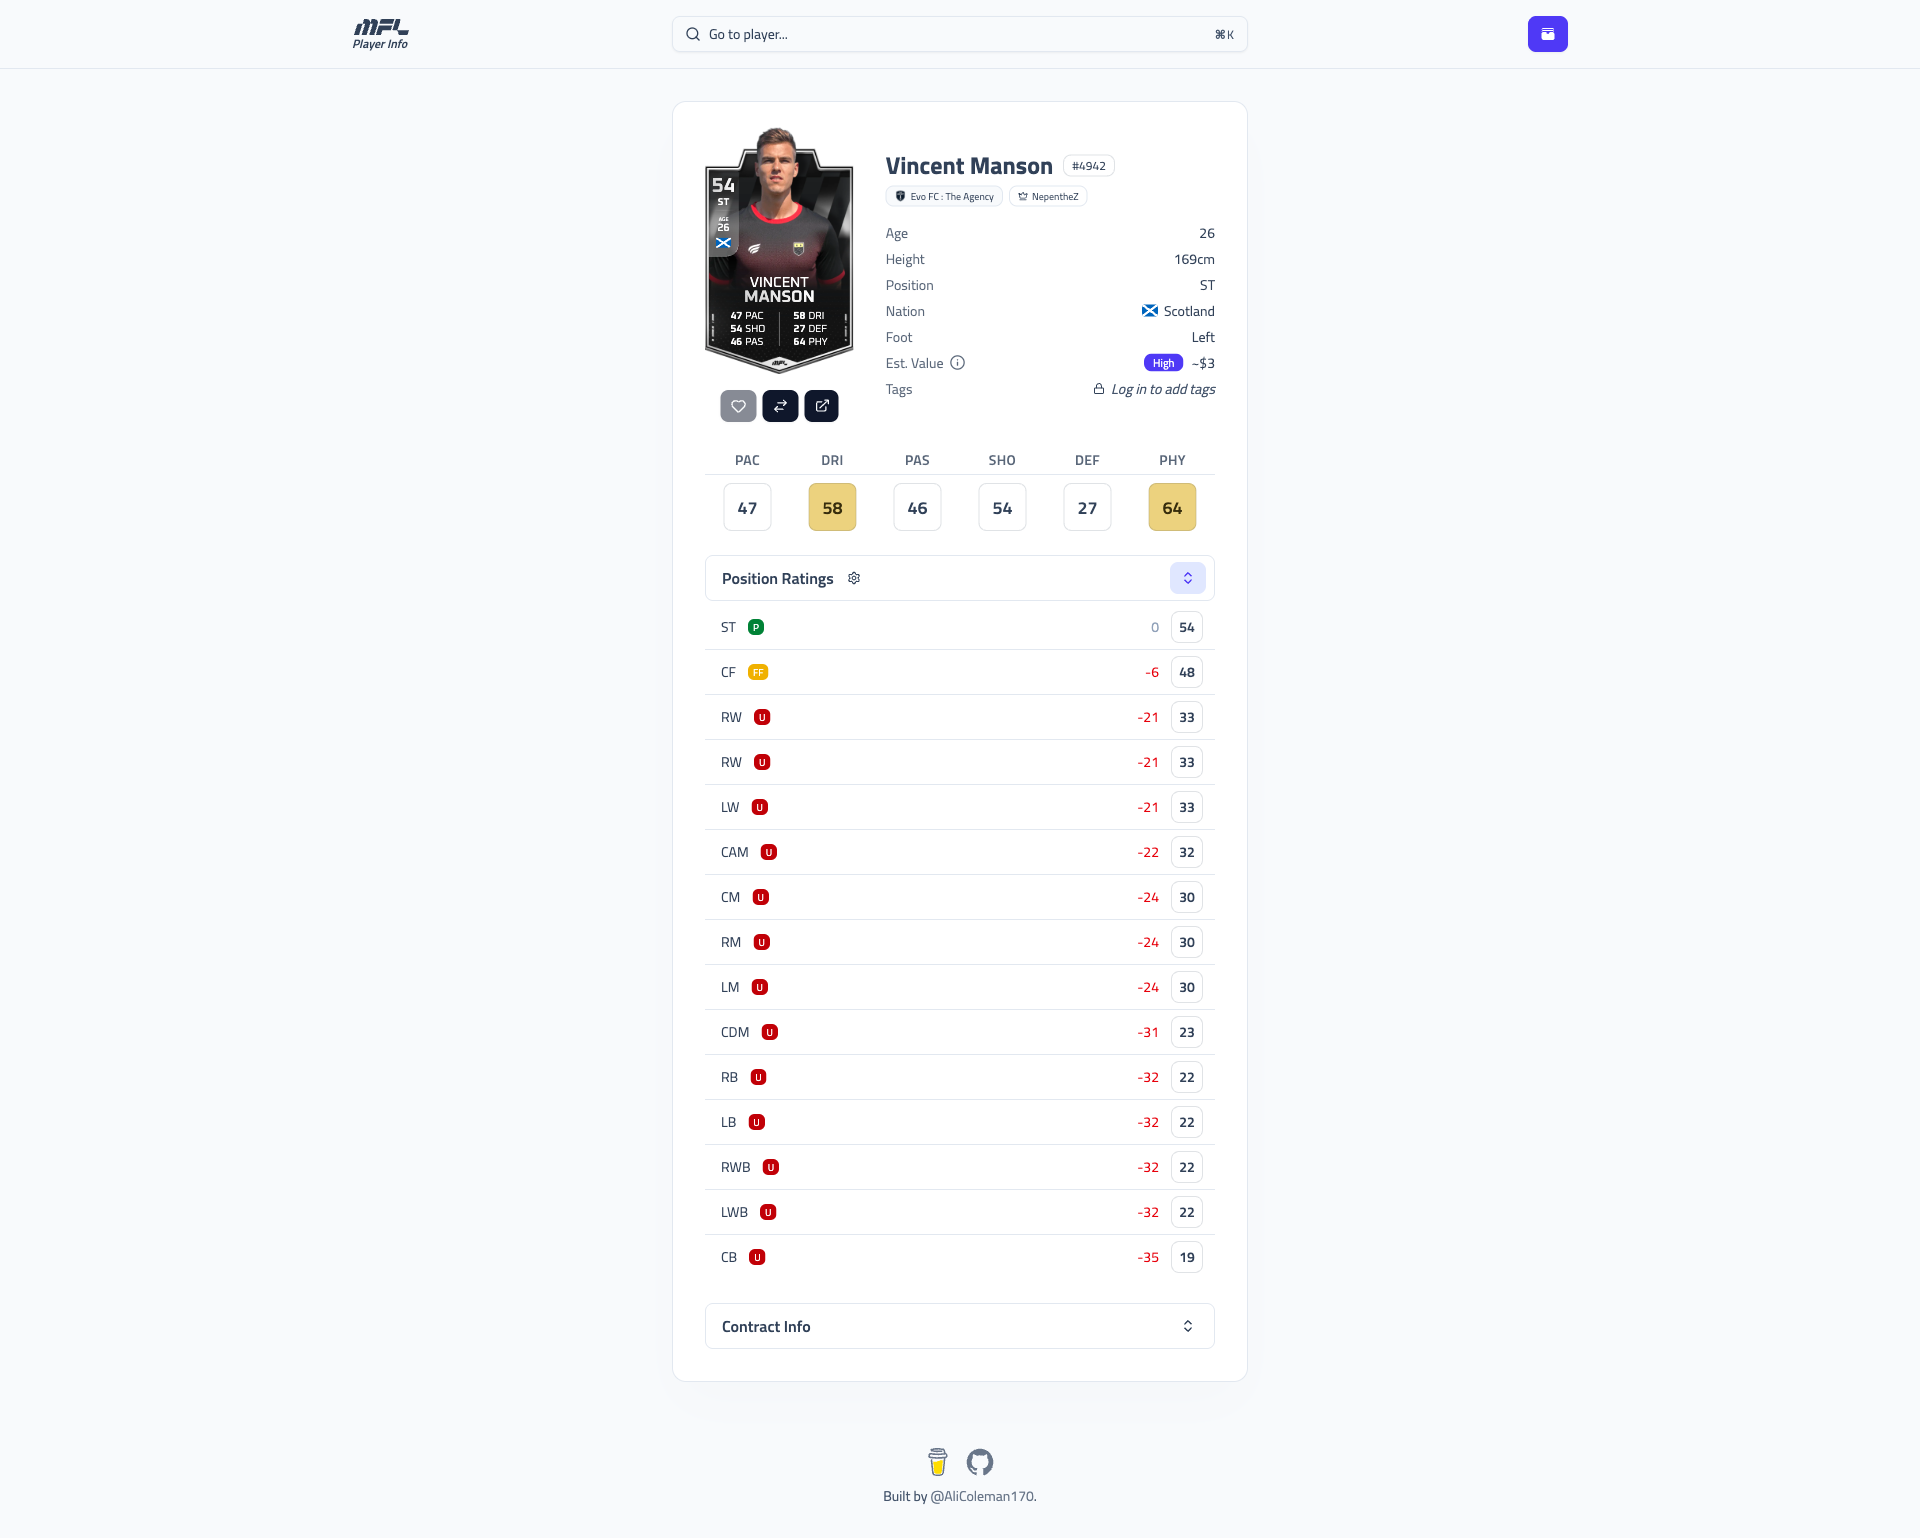 MFL
Player Info
Go to player...
⌘K
54
ST
AGE
26
VINCENT
MANSON
47 PAC 58 DRI
54 SHO 27 DEF
46 PAS 64 PHY
MFL
Vincent Manson #4942
Evo FC : The Agency NepentheZ
Age 26
Height 169cm
Position ST
Nation Scotland
Foot Left
Est. Value High ~$3
Tags Log in to add tags
PAC DRI PAS SHO DEF PHY
47 58 46 54 27 64
Position Ratings
ST P 0 54
CF FF -6 48
RW U -21 33
RW U -21 33
LW U -21 33
CAM U -22 32
CM U -24 30
RM U -24 30
LM U -24 30
CDM U -31 23
RB U -32 22
LB U -32 22
RWB U -32 22
LWB U -32 22
CB U -35 19
Contract Info
Built by @AliColeman170.